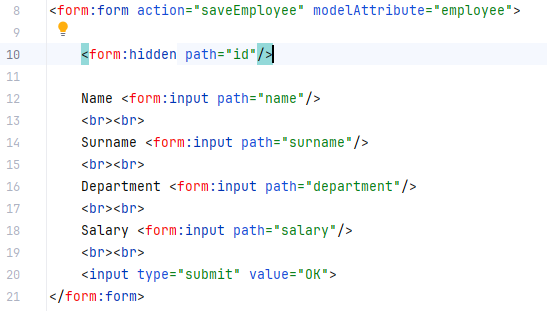 8 <form:form action="saveEmployee" modelAttribute="employee">
9
10 <form:hidden path="id"/>
11
12 Name <form:input path="name"/>
13 <br><br>
14 Surname <form:input path="surname"/>
15 <br><br>
16 Department <form:input path="department"/>
17 <br><br>
18 Salary <form:input path="salary"/>
19 <br><br>
20 <input type="submit" value="OK">
21 </form:form>